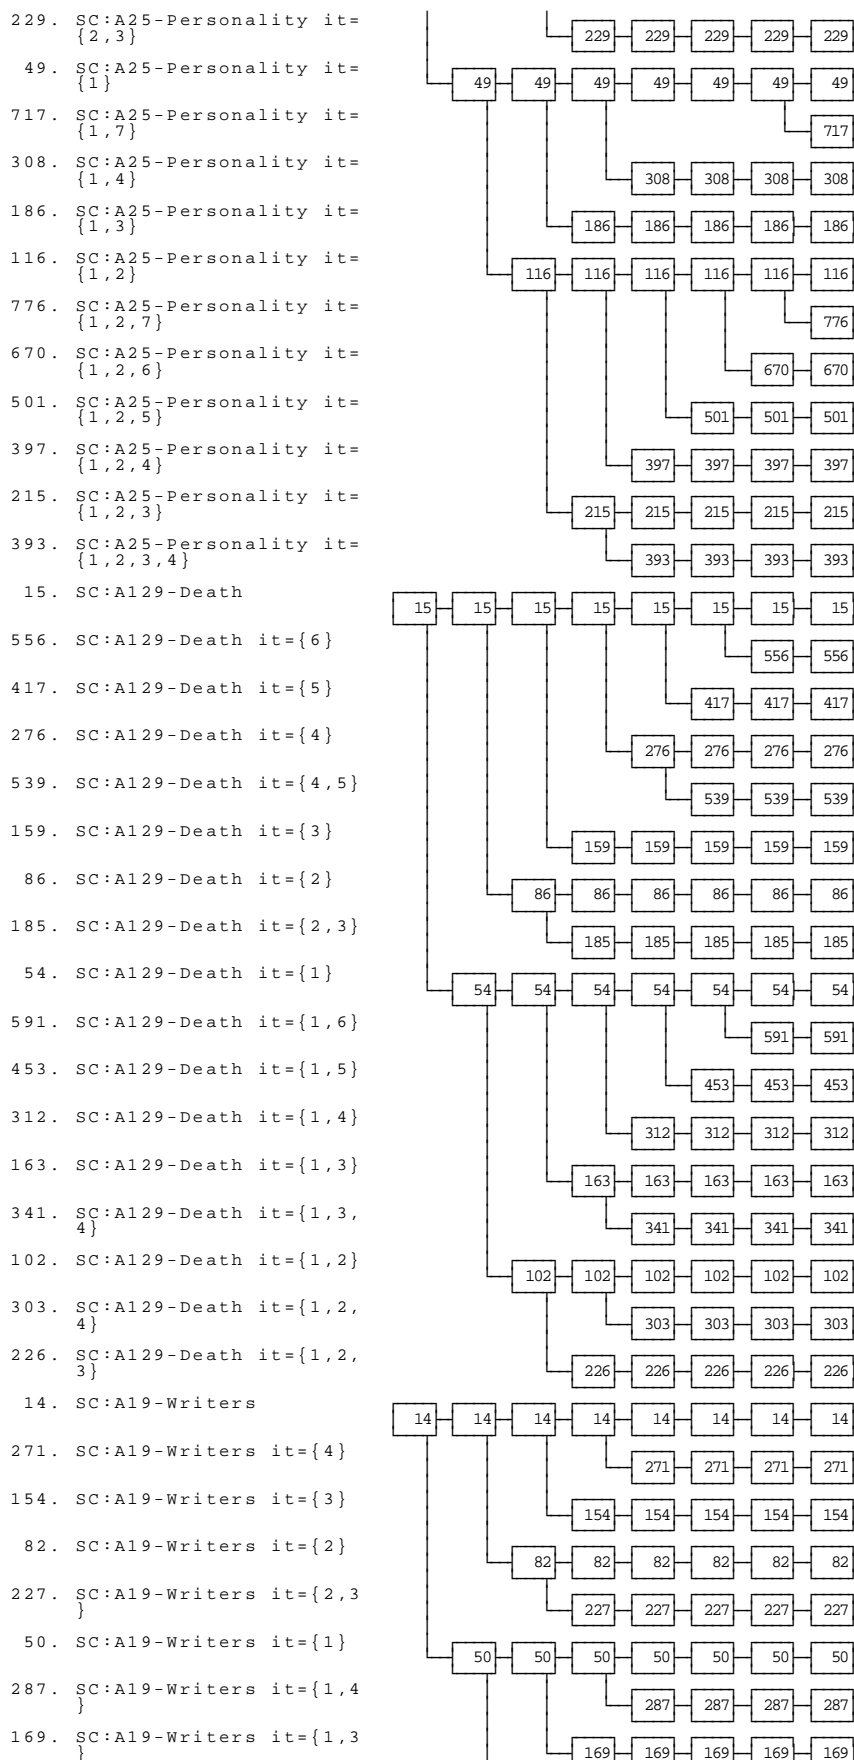 229. SC:A25-Personality it= 229 229 229 229 229
{2,3}
49. SC:A25-Personality it= 49 49 49 49 49 49 49
{1}
717. SC:A25-Personality it= 717
{1,7}
308. SC:A25-Personality it= 308 308 308 308
{1,4}
186. SC:A25-Personality it= 186 186 186 186 186
{1,3}
116. SC:A25-Personality it= 116 116 116 116 116 116
{1,2}
776. SC:A25-Personality it= 776
{1,2,7}
670. SC:A25-Personality it= 670 670
{1,2,6}
501. SC:A25-Personality it= 501 501 501
{1,2,5}
397. SC:A25-Personality it= 397 397 397 397
{1,2,4}
215. SC:A25-Personality it= 215 215 215 215 215
{1,2,3}
393. SC:A25-Personality it= 393 393 393 393
{1,2,3,4}
15. SC:A129-Death 15 15 15 15 15 15 15 15
556. SC:A129-Death it={6} 556 556
417. SC:A129-Death it={5} 417 417 417
276. SC:A129-Death it={4} 276 276 276 276
539. SC:A129-Death it={4,5} 539 539 539
159. SC:A129-Death it={3} 159 159 159 159 159
86. SC:A129-Death it={2} 86 86 86 86 86 86
185. SC:A129-Death it={2,3} 185 185 185 185 185
54. SC:A129-Death it={1} 54 54 54 54 54 54 54
591. SC:A129-Death it={1,6} 591 591
453. SC:A129-Death it={1,5} 453 453 453
312. SC:A129-Death it={1,4} 312 312 312 312
163. SC:A129-Death it={1,3} 163 163 163 163 163
341. SC:A129-Death it={1,3, 341 341 341 341
4}
102. SC:A129-Death it={1,2} 102 102 102 102 102 102
303. SC:A129-Death it={1,2, 303 303 303 303
4}
226. SC:A129-Death it={1,2, 226 226 226 226 226
3}
14. SC:A19-Writers 14 14 14 14 14 14 14 14
271. SC:A19-Writers it={4} 271 271 271 271
154. SC:A19-Writers it={3} 154 154 154 154 154
82. SC:A19-Writers it={2} 82 82 82 82 82 82
227. SC:A19-Writers it={2,3 227 227 227 227 227
}
50. SC:A19-Writers it={1} 50 50 50 50 50 50 50
287. SC:A19-Writers it={1,4 287 287 287 287
}
169. SC:A19-Writers it={1,3 169 169 169 169 169
}